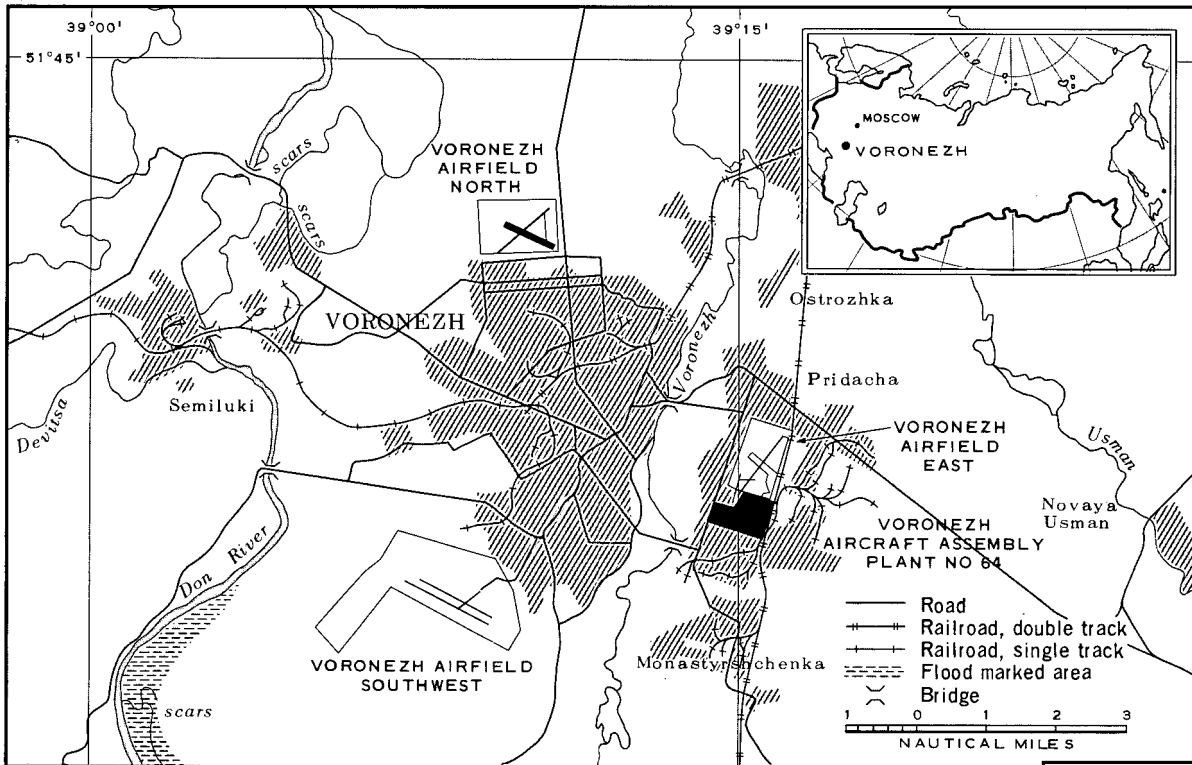 39°00'
39°15'
51°45'
MOSCOW
VORONEZH
scars
scars
VORONEZH
AIRFIELD
NORTH
Ostrozhka
VORONEZH
Voronezh
Pridacha
Semiluki
Devitsa
VORONEZH
AIRFIELD
EAST
Usman
Novaya
Usman
VORONEZH
AIRCRAFT ASSEMBLY
PLANT NO 64
Don River
VORONEZH AIRFIELD
SOUTHWEST
Monastyrshchenka
scars
Road
Railroad, double track
Railroad, single track
Flood marked area
Bridge
1 0 1 2 3
NAUTICAL MILES